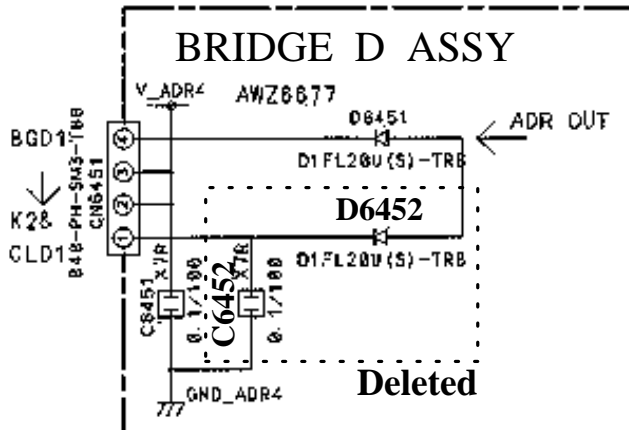 BRIDGE D ASSY
V_ADR4
AWZ6677
D6451
ADR OUT
BGD1
D1FL20U(S)-TRB
4
3
2
1
K28
CLD1
B4B-PH-SM3-TBB
CN6451
D6452
D1FL20U(S)-TRB
C6451
X7R
0.1/100
C6452
X7R
0.1/100
GND_ADR4
Deleted